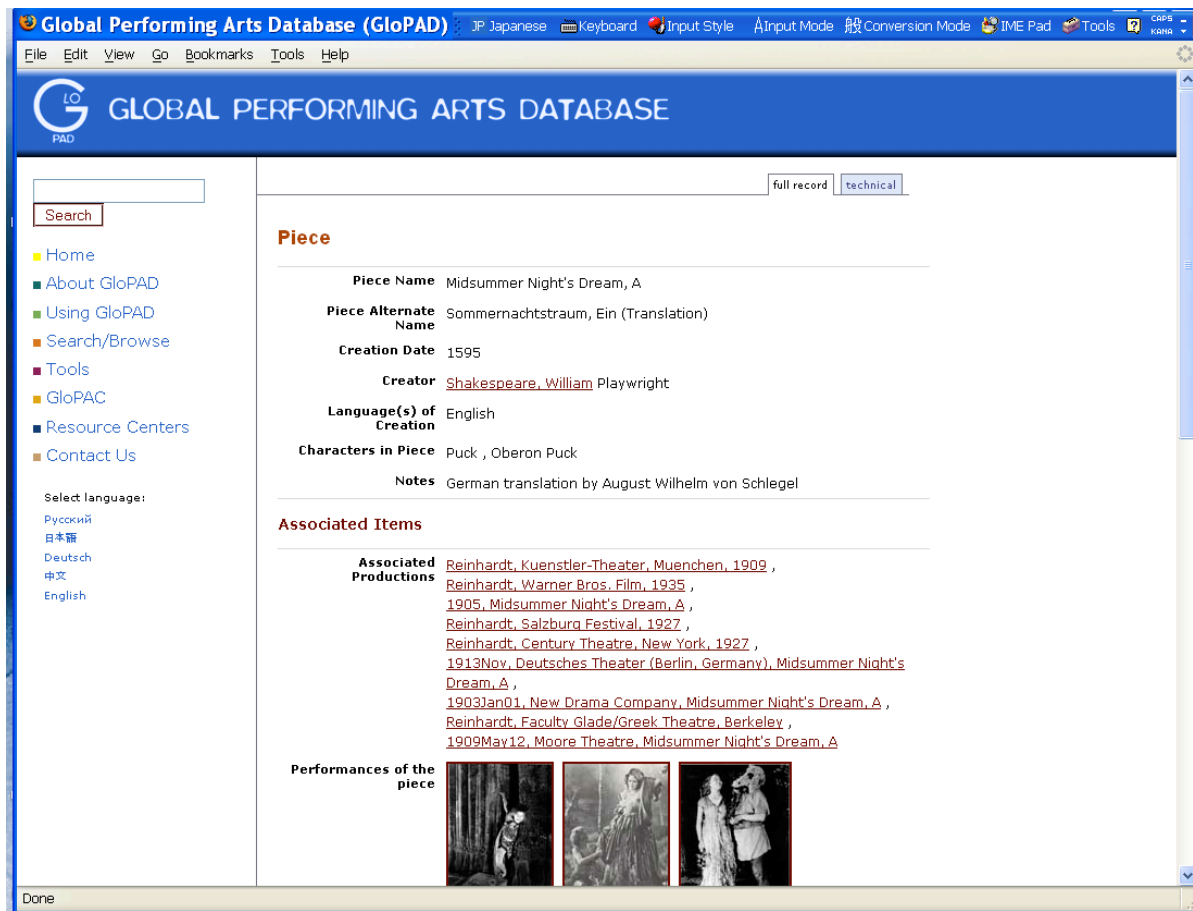 Global Performing Arts Database (GloPAD)
JP Japanese Keyboard Input Style A Input Mode 般 Conversion Mode IME Pad Tools ? CAPS KANA
File Edit View Go Bookmarks Tools Help
G LO PAD
GLOBAL PERFORMING ARTS DATABASE
full record technical
Search
Home
About GloPAD
Using GloPAD
Search/Browse
Tools
GloPAC
Resource Centers
Contact Us
Select language:
Русский
日本語
Deutsch
中文
English
Piece
Piece Name Midsummer Night's Dream, A
Piece Alternate Name Sommernachtstraum, Ein (Translation)
Creation Date 1595
Creator Shakespeare, William Playwright
Language(s) of Creation English
Characters in Piece Puck , Oberon Puck
Notes German translation by August Wilhelm von Schlegel
Associated Items
Associated Productions Reinhardt, Kuenstler-Theater, Muenchen, 1909 ,
Reinhardt, Warner Bros. Film, 1935 ,
1905, Midsummer Night's Dream, A ,
Reinhardt, Salzburg Festival, 1927 ,
Reinhardt, Century Theatre, New York, 1927 ,
1913Nov, Deutsches Theater (Berlin, Germany), Midsummer Night's
Dream, A ,
1903Jan01, New Drama Company, Midsummer Night's Dream, A ,
Reinhardt, Faculty Glade/Greek Theatre, Berkeley ,
1909May12, Moore Theatre, Midsummer Night's Dream, A
Performances of the piece
Done